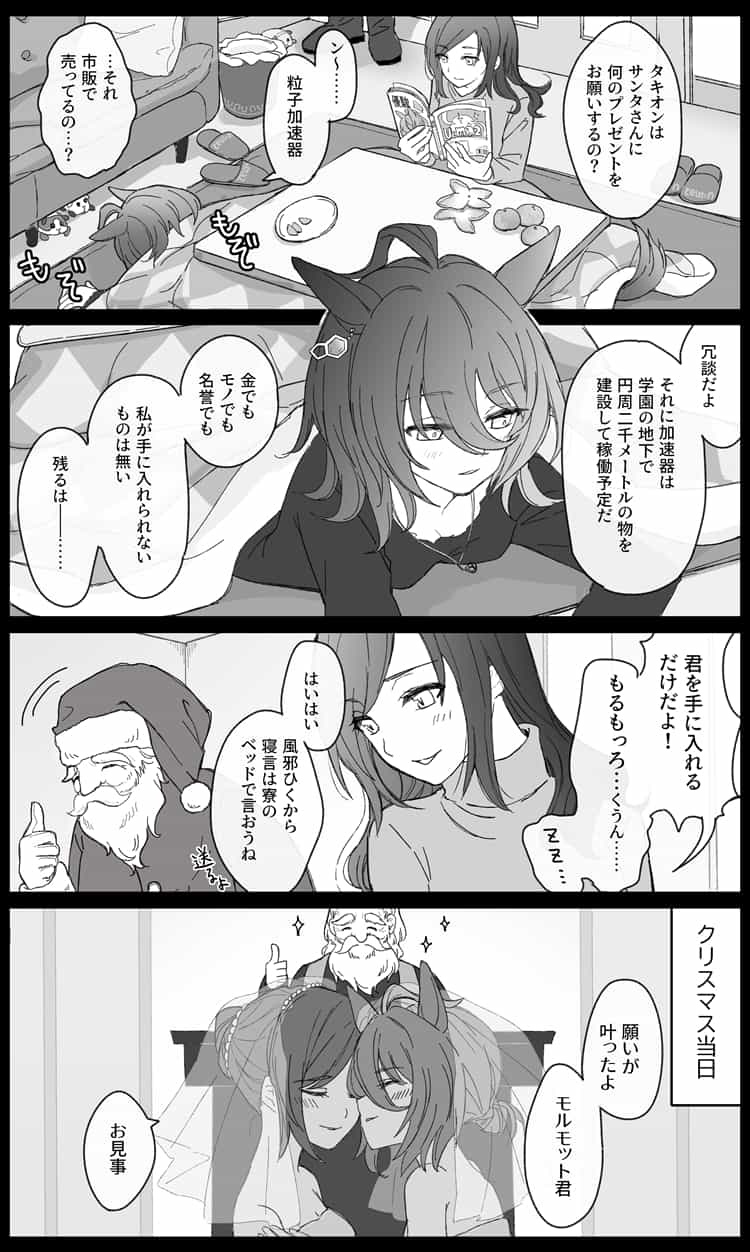 タキオンは
サンタさんに
何のプレゼントを
お願いするの？
ン〜……
粒子加速器
…それ
市販で
売ってるの…？
もぞ
もぞ
冗談だよ
それに加速器は
学園の地下で
円周二千メートルの物を
建設して稼働予定だ
金でも
モノでも
名誉でも
私が手に入れられない
ものは無い
残るは――……
君を手に入れる
だけだよ！
もるもっろ…くうん……
zz…
はいはい
風邪ひくから
寝言は寮の
ベッドで言おうね
送るよ
クリスマス当日
願いが
叶ったよ
モルモット君
お見事